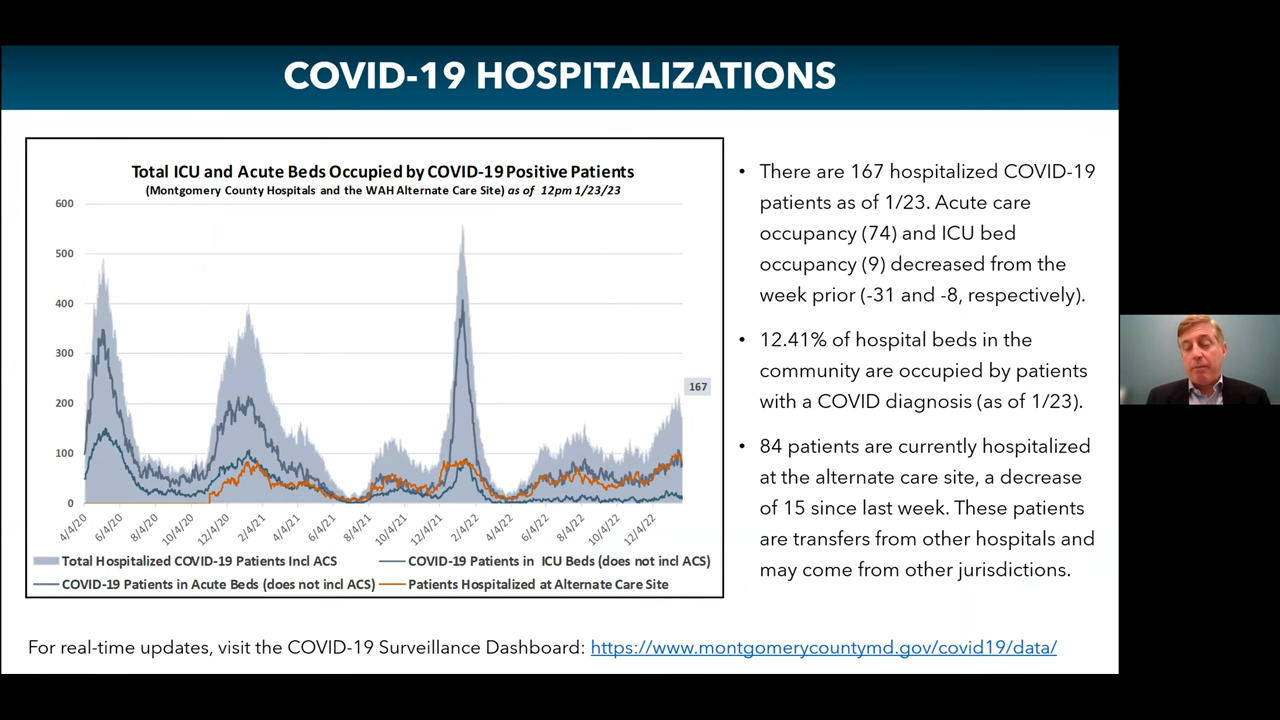 COVID-19 HOSPITALIZATIONS
Total ICU and Acute Beds Occupied by COVID-19 Positive Patients
(Montgomery County Hospitals and the WAH Alternate Care Site) as of 12pm 1/23/23
600
500
400
300
200
100
0
167
4/4/20
6/4/20
8/4/20
10/4/20
12/4/20
2/4/21
4/4/21
6/4/21
8/4/21
10/4/21
12/4/21
2/4/22
4/4/22
6/4/22
8/4/22
10/4/22
12/4/22
Total Hospitalized COVID-19 Patients Incl ACS
COVID-19 Patients in ICU Beds (does not incl ACS)
COVID-19 Patients in Acute Beds (does not incl ACS)
Patients Hospitalized at Alternate Care Site
• There are 167 hospitalized COVID-19
patients as of 1/23. Acute care
occupancy (74) and ICU bed
occupancy (9) decreased from the
week prior (-31 and -8, respectively).
• 12.41% of hospital beds in the
community are occupied by patients
with a COVID diagnosis (as of 1/23).
• 84 patients are currently hospitalized
at the alternate care site, a decrease
of 15 since last week. These patients
are transfers from other hospitals and
may come from other jurisdictions.
For real-time updates, visit the COVID-19 Surveillance Dashboard: https://www.montgomerycountymd.gov/covid19/data/